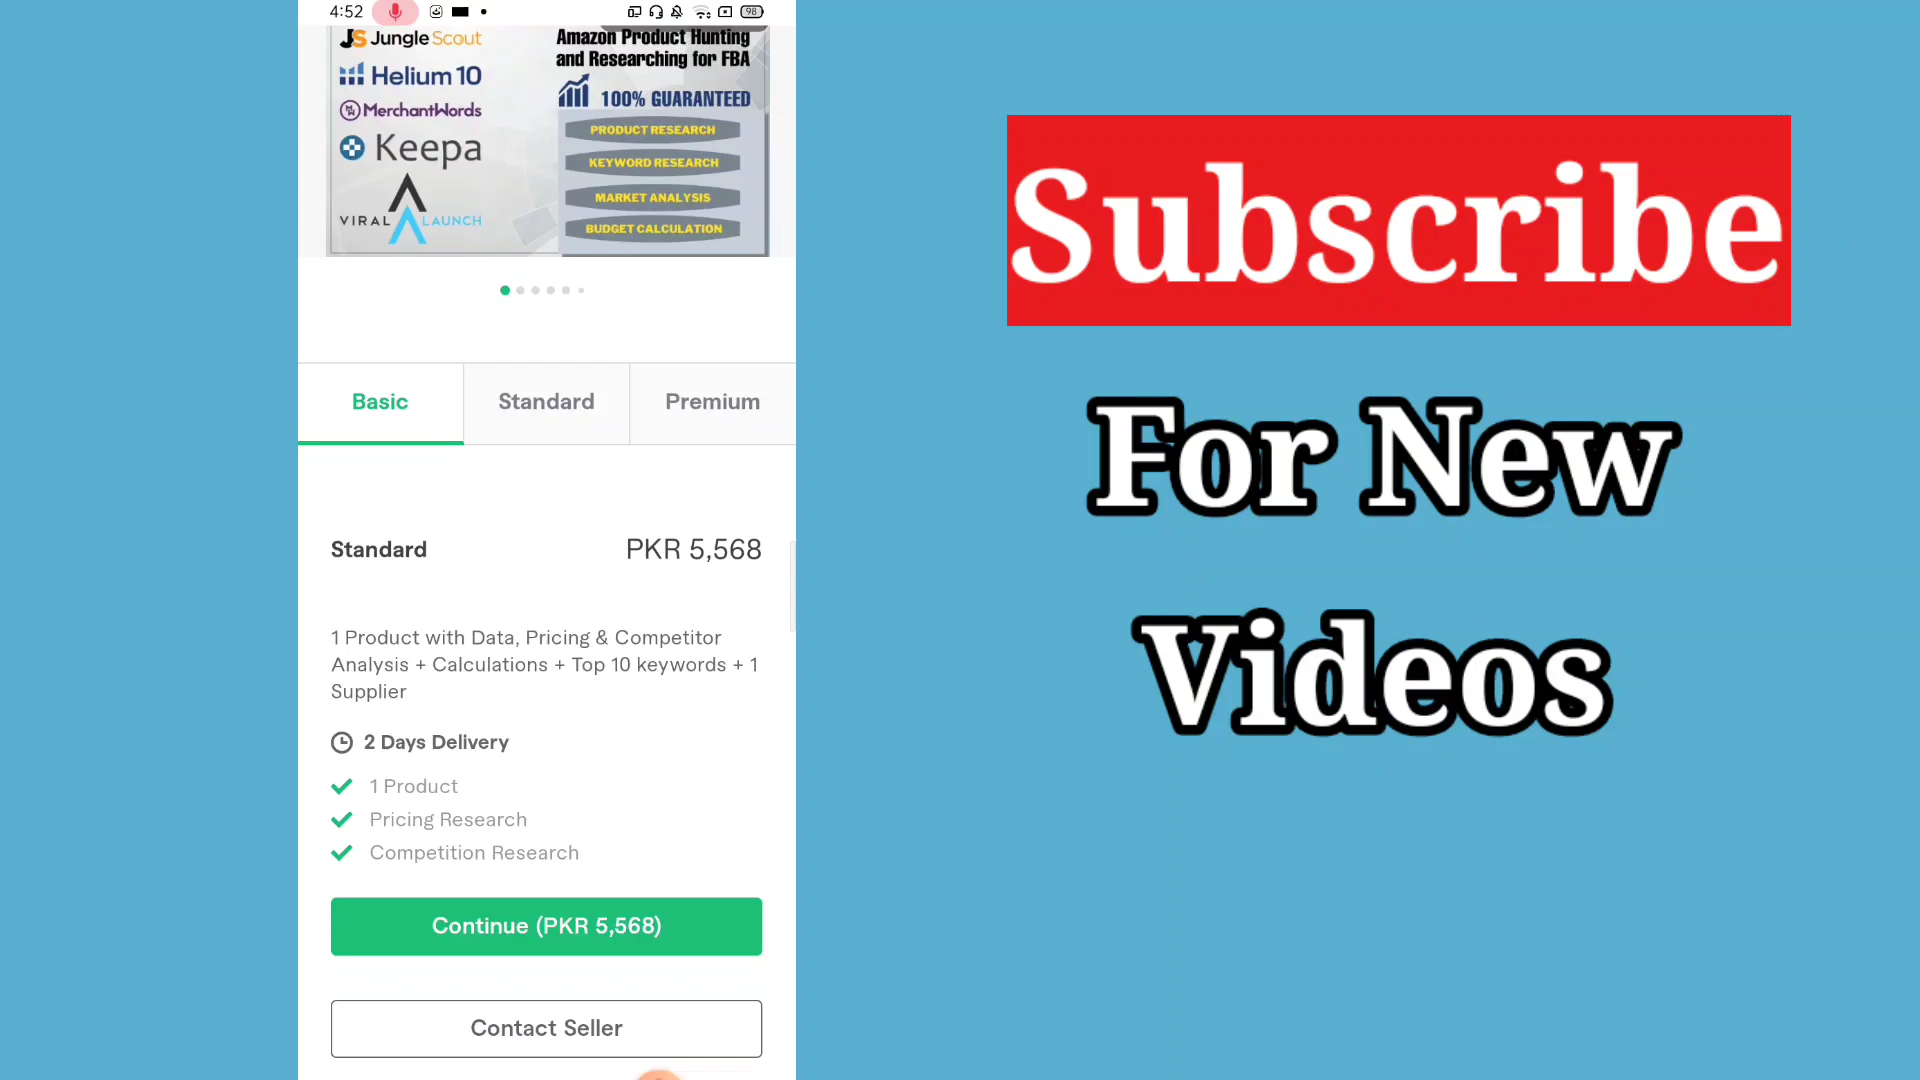 4:52
98
JS Jungle Scout
Helium 10
MerchantWords
Keepa
VIRAL LAUNCH
Amazon Product Hunting
and Researching for FBA
100% GUARANTEED
PRODUCT RESEARCH
KEYWORD RESEARCH
MARKET ANALYSIS
BUDGET CALCULATION
Basic
Standard
Premium
Standard
PKR 5,568
1 Product with Data, Pricing & Competitor
Analysis + Calculations + Top 10 keywords + 1
Supplier
2 Days Delivery
1 Product
Pricing Research
Competition Research
Continue (PKR 5,568)
Contact Seller
Subscribe
For New
Videos